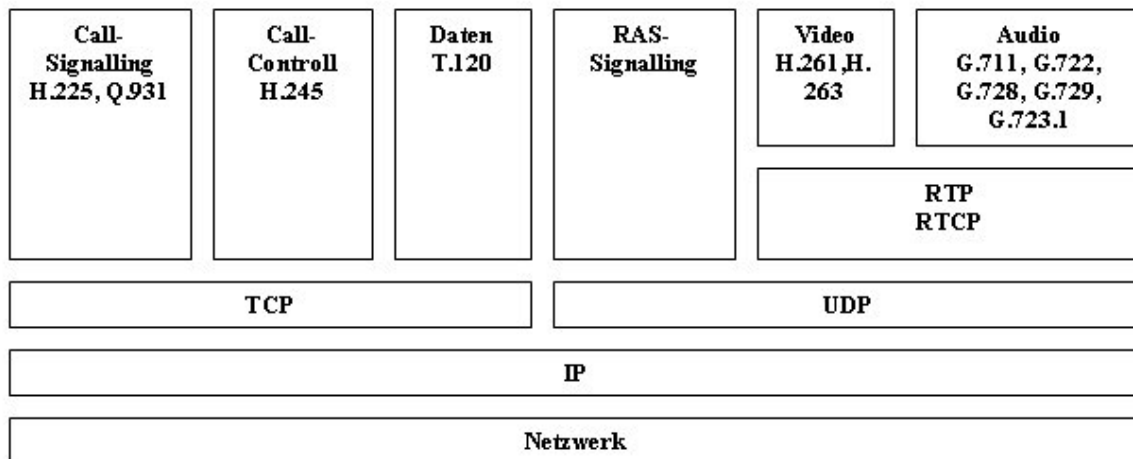 Call-
Signalling
H.225, Q.931
Call-
Controll
H.245
Daten
T.120
RAS-
Signalling
Video
H.261,H.
263
Audio
G.711, G.722,
G.728, G.729,
G.723.1
RTP
RTCP
TCP
UDP
IP
Netzwerk